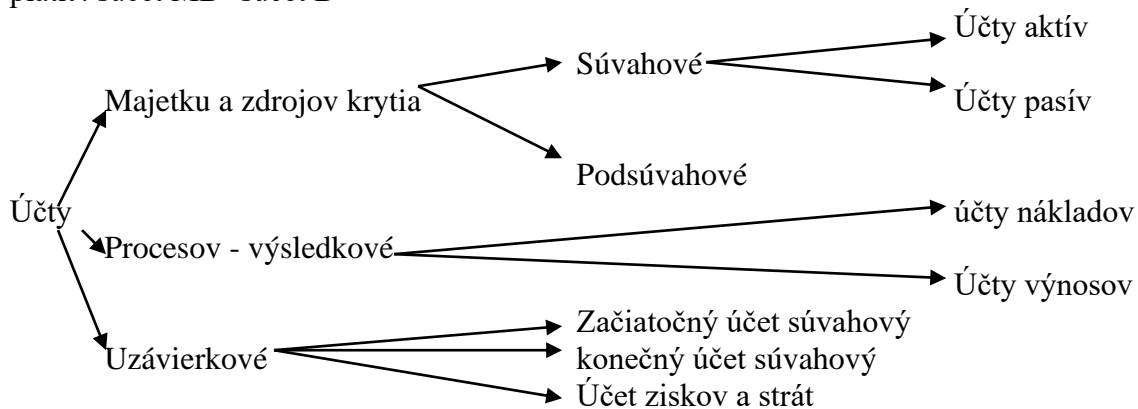 Účty aktív
Súvahové
Majetku a zdrojov krytia
Účty pasív
Podsúvahové
Účty
účty nákladov
Procesov - výsledkové
Účty výnosov
Začiatočný účet súvahový
Uzávierkové
konečný účet súvahový
Účet ziskov a strát